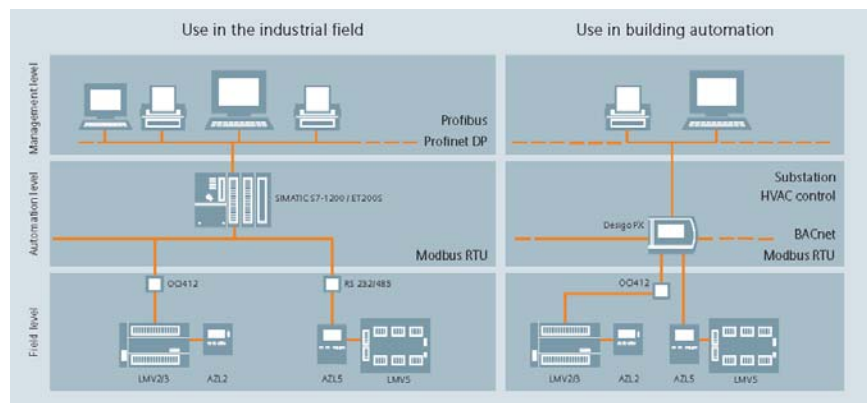 Use in the industrial field
Use in building automation
Management level
Profibus
Profinet DP
Automation level
SIMATIC S7-1200 / ET200S
Modbus RTU
Substation
HVAC control
Desigo PX
BACnet
Modbus RTU
Field level
OCI412
RS 232/485
LMV2/3
AZL2
AZL5
LMV5
OCI412
LMV2/3
AZL2
AZL5
LMV5